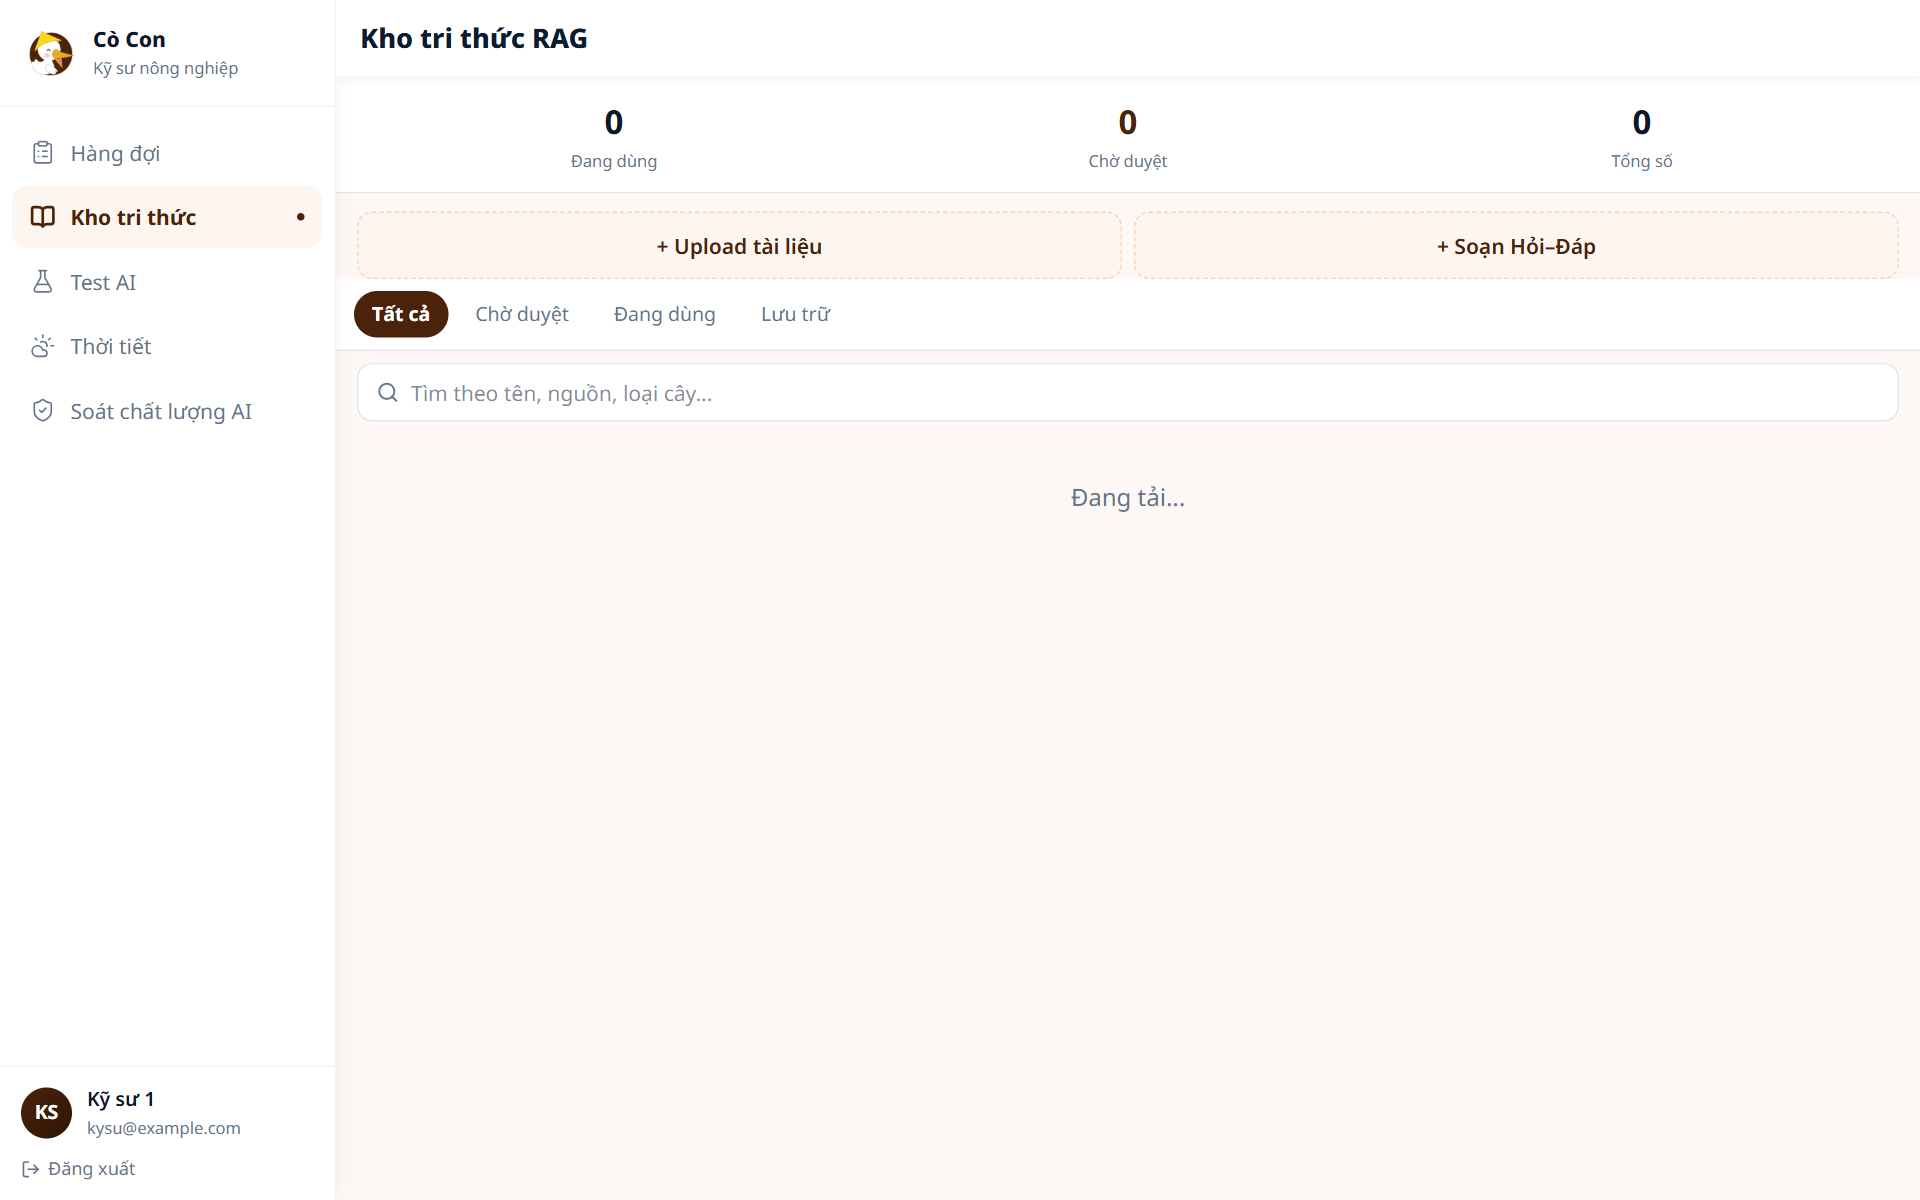 Cò Con
Kỹ sư nông nghiệp
Hàng đợi
Kho tri thức
Test AI
Thời tiết
Soát chất lượng AI
KS
Kỹ sư 1
kysu@example.com
Đăng xuất
Kho tri thức RAG
0 0 0
Đang dùng Chờ duyệt Tổng số
+ Upload tài liệu + Soạn Hỏi–Đáp
Tất cả Chờ duyệt Đang dùng Lưu trữ
Tìm theo tên, nguồn, loại cây...
Đang tải...